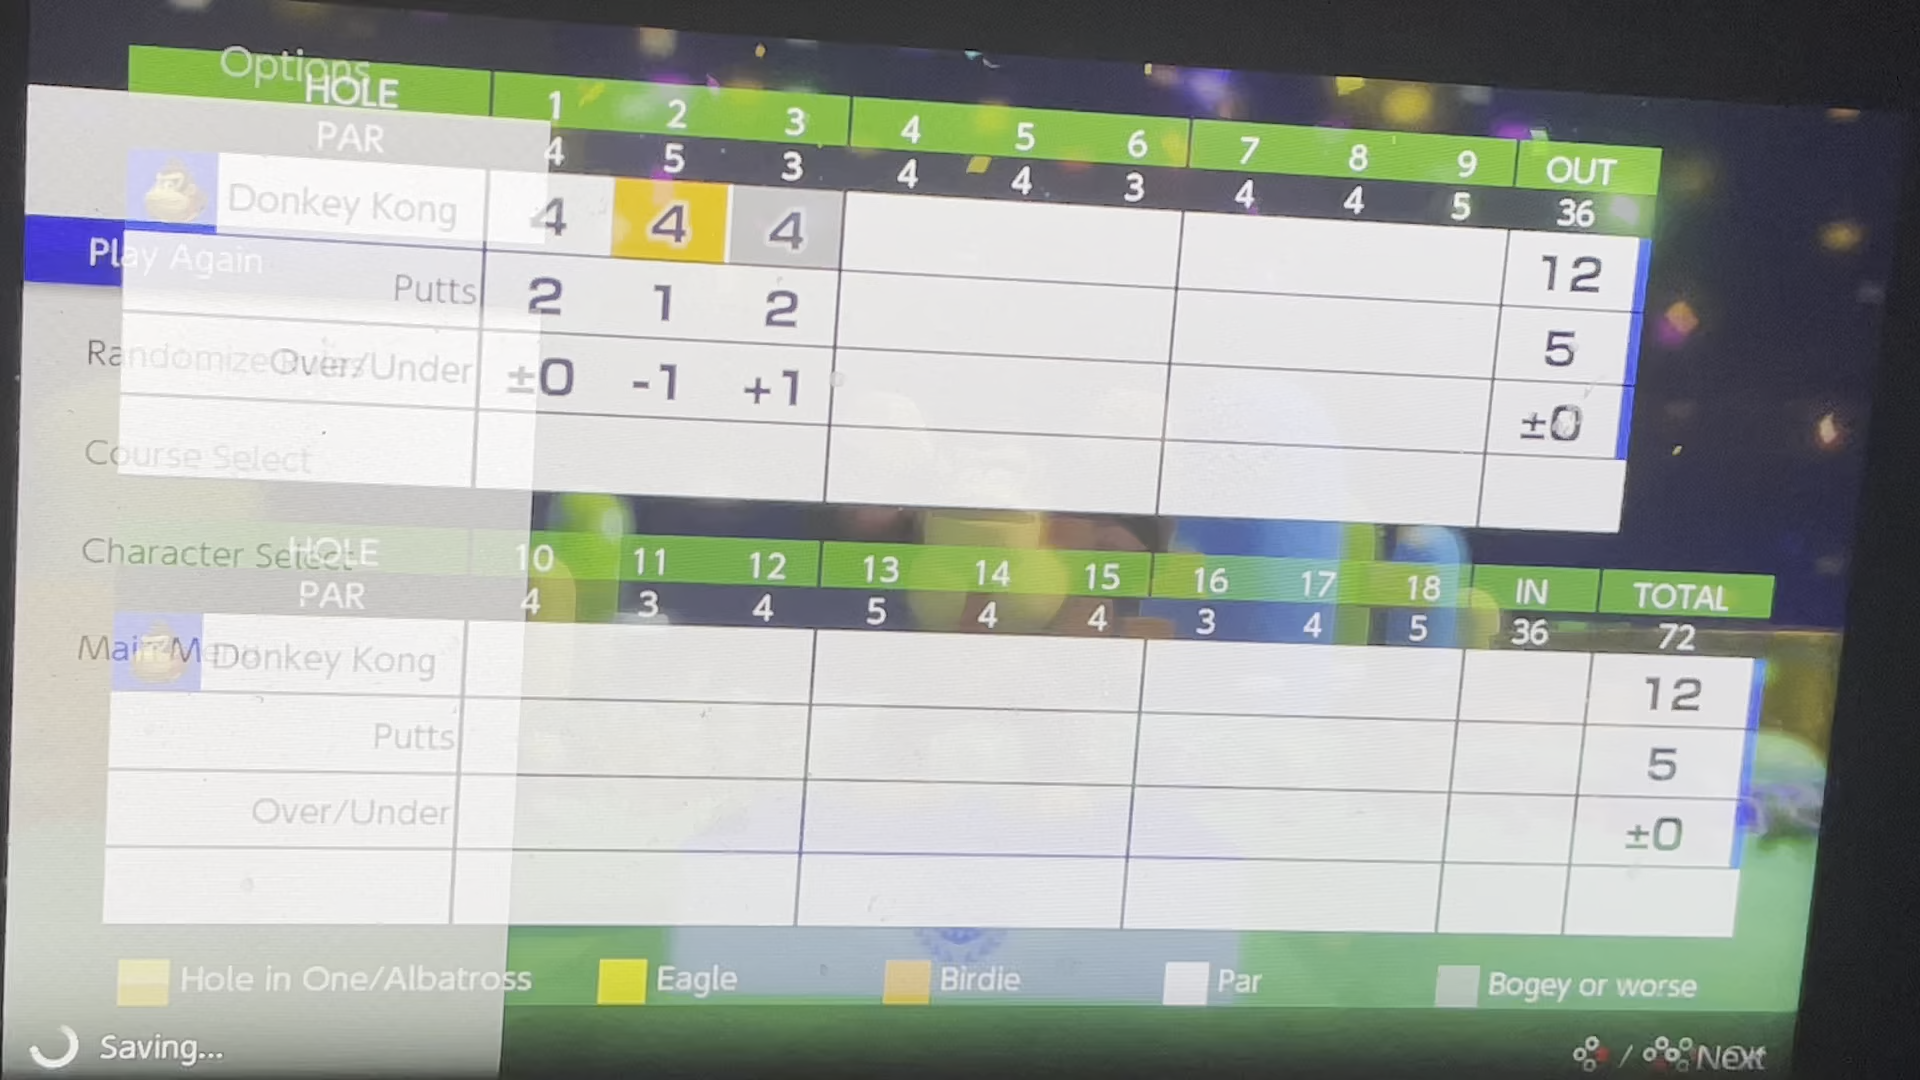 Options
HOLE 1 2 3 4 5 6 7 8 9 OUT
PAR 4 5 3 4 4 3 4 4 5 36
Donkey Kong 4 4 4 12
Play Again
Putts 2 1 2 5
Randomize
Over/Under ±0 -1 +1 ±0
Course Select
Character Select
HOLE 10 11 12 13 14 15 16 17 18 IN TOTAL
PAR 4 3 4 5 4 4 3 4 5 36 72
Main Menu
Donkey Kong 12
Putts 5
Over/Under ±0
Hole in One/Albatross Eagle Birdie Par Bogey or worse
Saving... / Next